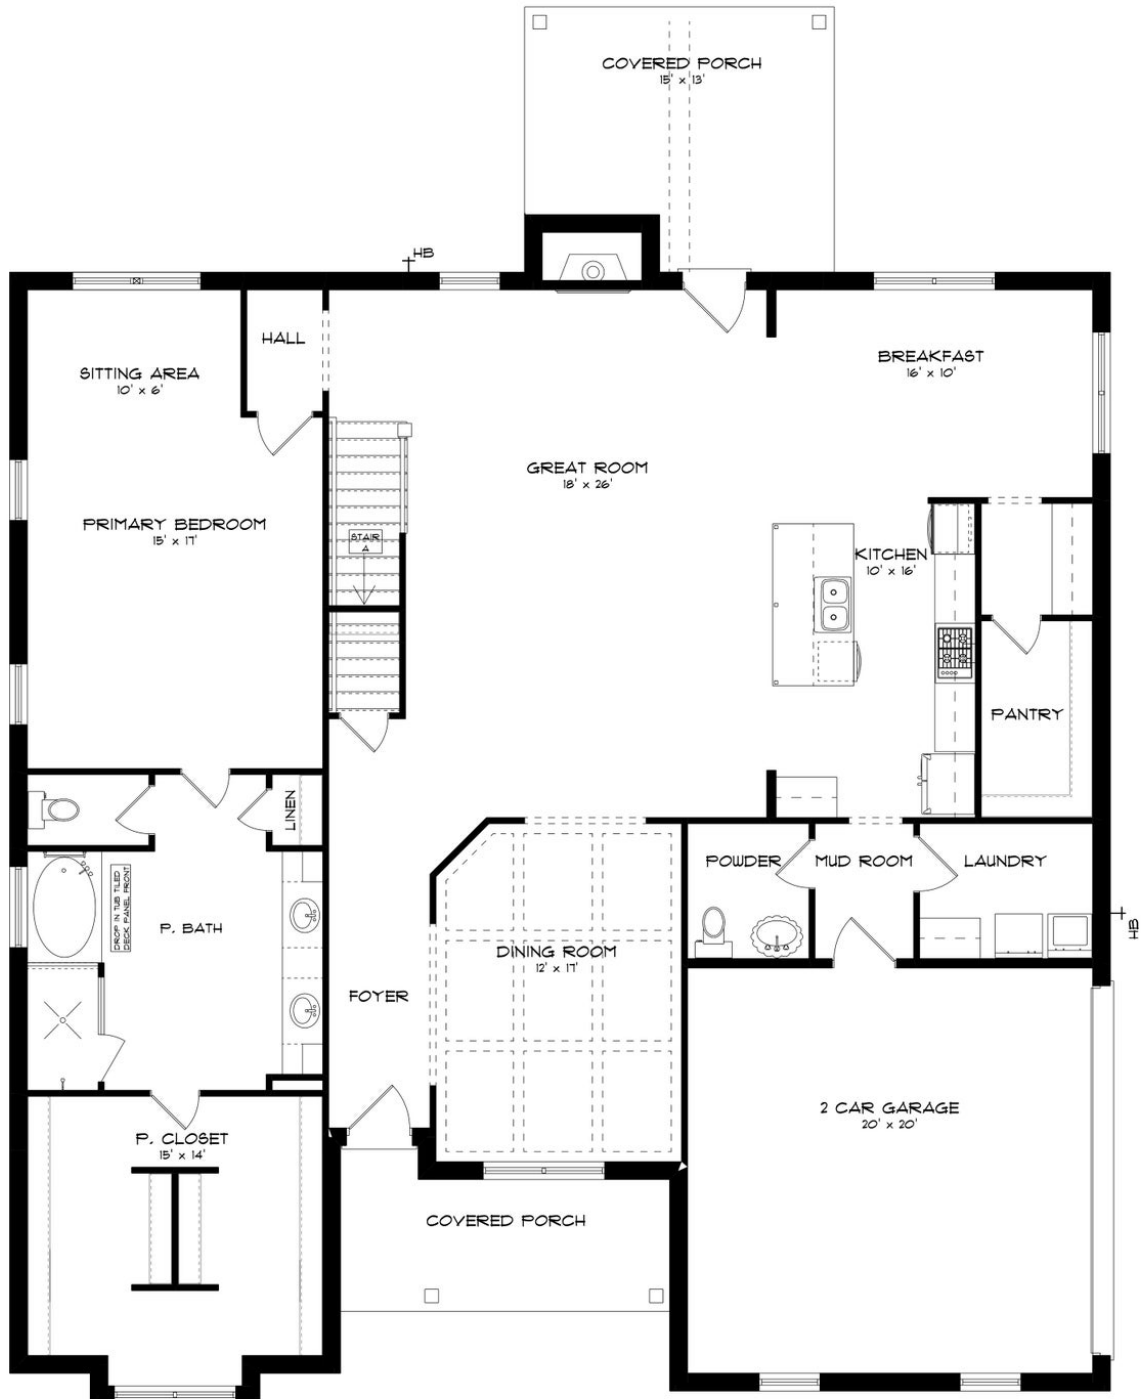 COVERED PORCH
15' x 13'
HB
HALL
SITTING AREA
10' x 6'
BREAKFAST
16' x 10'
GREAT ROOM
18' x 26'
PRIMARY BEDROOM
15' x 17'
STAIR
A
KITCHEN
10' x 16'
PANTRY
LINEN
POWDER
MUD ROOM
LAUNDRY
DROP IN TUB TILED
DECK PANEL FRONT
P. BATH
HB
DINING ROOM
12' x 17'
FOYER
2 CAR GARAGE
20' x 20'
P. CLOSET
15' x 14'
COVERED PORCH